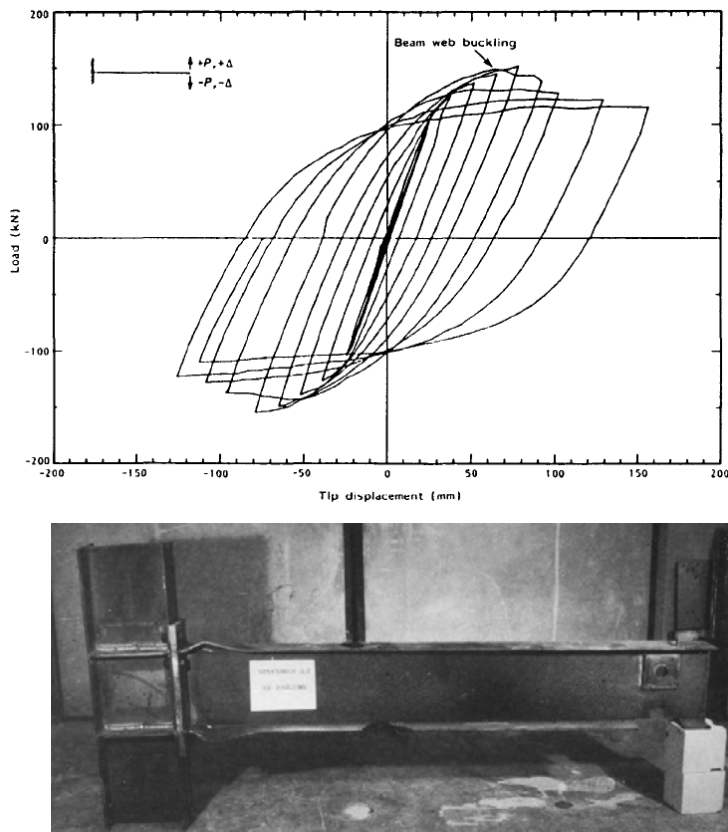 200
100
0
-100
-200
Load (kN)
+P,+Δ
-P,-Δ
Beam web buckling
-200 -150 -100 -50 0 50 100 150 200
Tip displacement (mm)
SPECIMEN